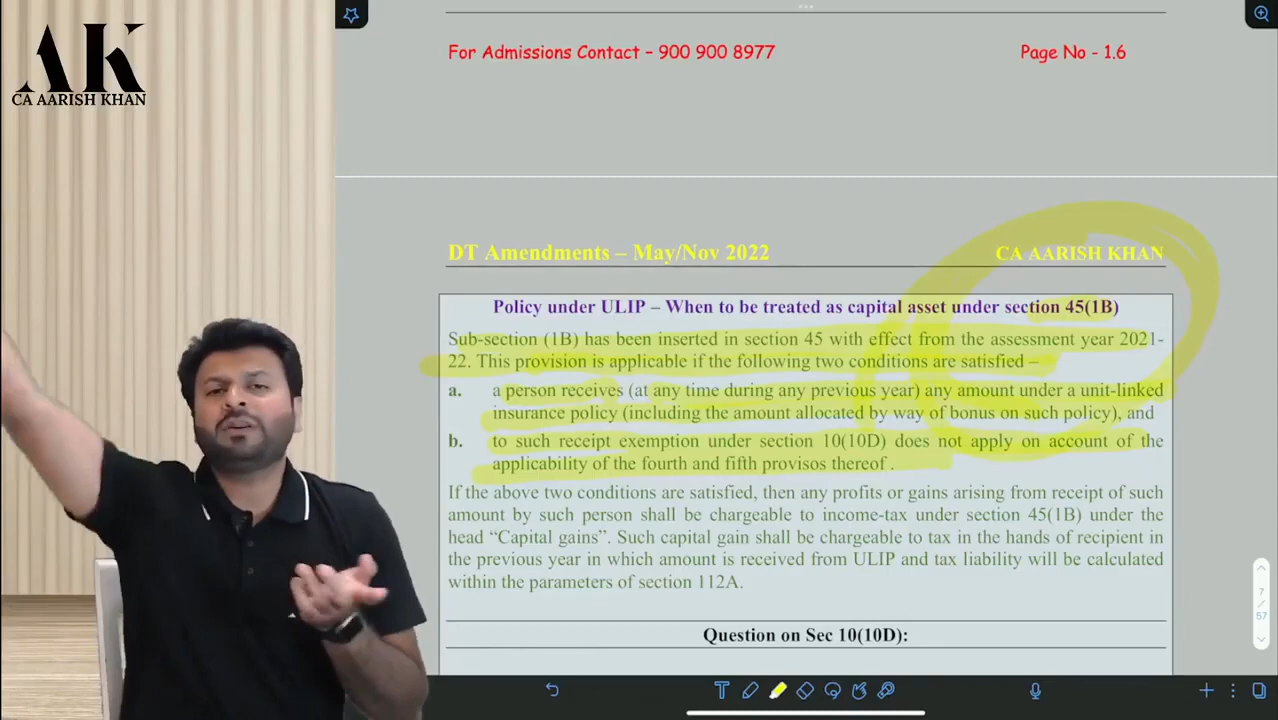 AK
CA AARISH KHAN
For Admissions Contact – 900 900 8977
Page No - 1.6
DT Amendments – May/Nov 2022
CA AARISH KHAN
Policy under ULIP – When to be treated as capital asset under section 45(1B)
Sub-section (1B) has been inserted in section 45 with effect from the assessment year 2021-
22. This provision is applicable if the following two conditions are satisfied –
a. a person receives (at any time during any previous year) any amount under a unit-linked
insurance policy (including the amount allocated by way of bonus on such policy), and
b. to such receipt exemption under section 10(10D) does not apply on account of the
applicability of the fourth and fifth provisos thereof .
If the above two conditions are satisfied, then any profits or gains arising from receipt of such
amount by such person shall be chargeable to income-tax under section 45(1B) under the
head “Capital gains”. Such capital gain shall be chargeable to tax in the hands of recipient in
the previous year in which amount is received from ULIP and tax liability will be calculated
within the parameters of section 112A.
7
/
57
Question on Sec 10(10D):
T